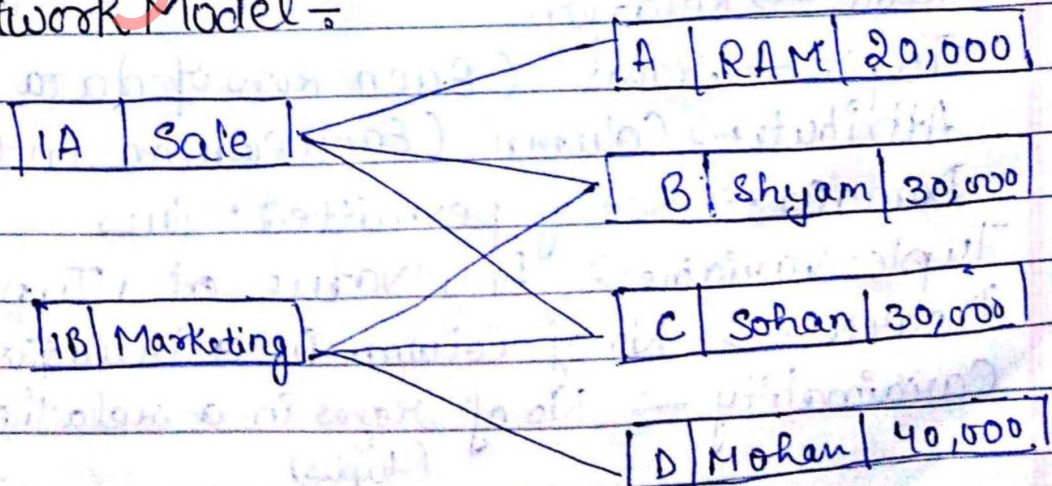 twork Model :-
A | RAM | 20,000
1A | Sale
B | Shyam | 30,000
C | Sohan | 30,000
1B | Marketing
D | Mohan | 40,000